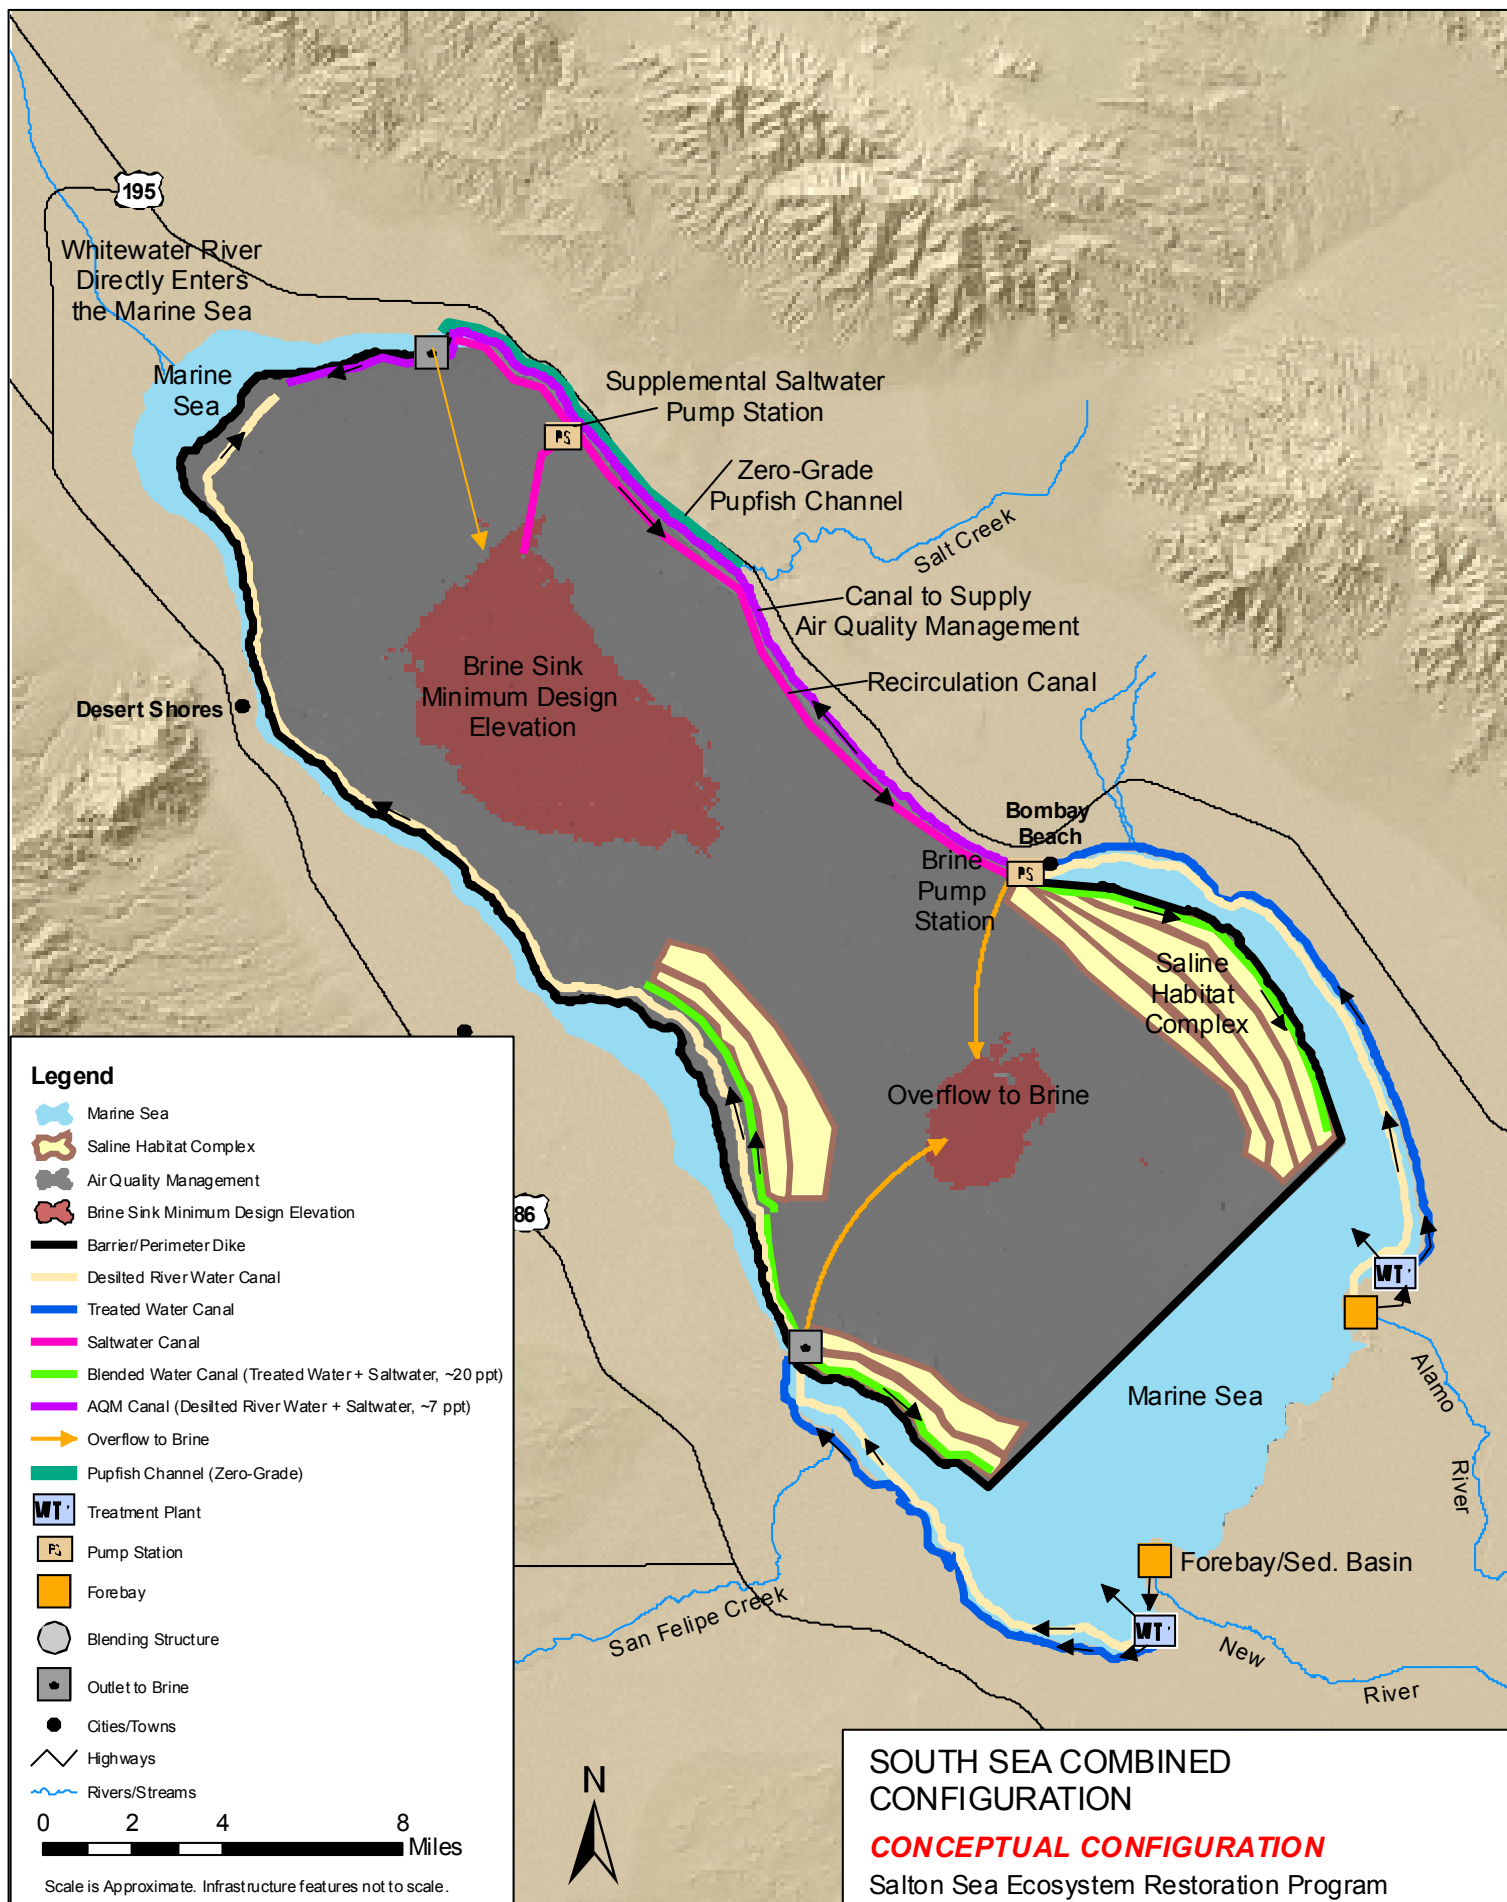 195
Whitewater River
Directly Enters
the Marine Sea
Marine
Sea
Supplemental Saltwater
Pump Station
PS
Zero-Grade
Pupfish Channel
Salt Creek
Canal to Supply
Air Quality Management
Brine Sink
Minimum Design
Elevation
Recirculation Canal
Desert Shores
Bombay
Beach
Brine
Pump
Station
PS
Saline
Habitat
Complex
Overflow to Brine
86
WT
Marine Sea
Alamo
River
Forebay/Sed. Basin
WT
New
River
San Felipe Creek
Legend
Marine Sea
Saline Habitat Complex
Air Quality Management
Brine Sink Minimum Design Elevation
Barrier/Perimeter Dike
Desilted River Water Canal
Treated Water Canal
Saltwater Canal
Blended Water Canal (Treated Water + Saltwater, ~20 ppt)
AQM Canal (Desilted River Water + Saltwater, ~7 ppt)
Overflow to Brine
Pupfish Channel (Zero-Grade)
WT Treatment Plant
PS Pump Station
Forebay
Blending Structure
Outlet to Brine
Cities/Towns
Highways
Rivers/Streams
0 2 4 8
Miles
Scale is Approximate. Infrastructure features not to scale.
N
SOUTH SEA COMBINED
CONFIGURATION
CONCEPTUAL CONFIGURATION
Salton Sea Ecosystem Restoration Program